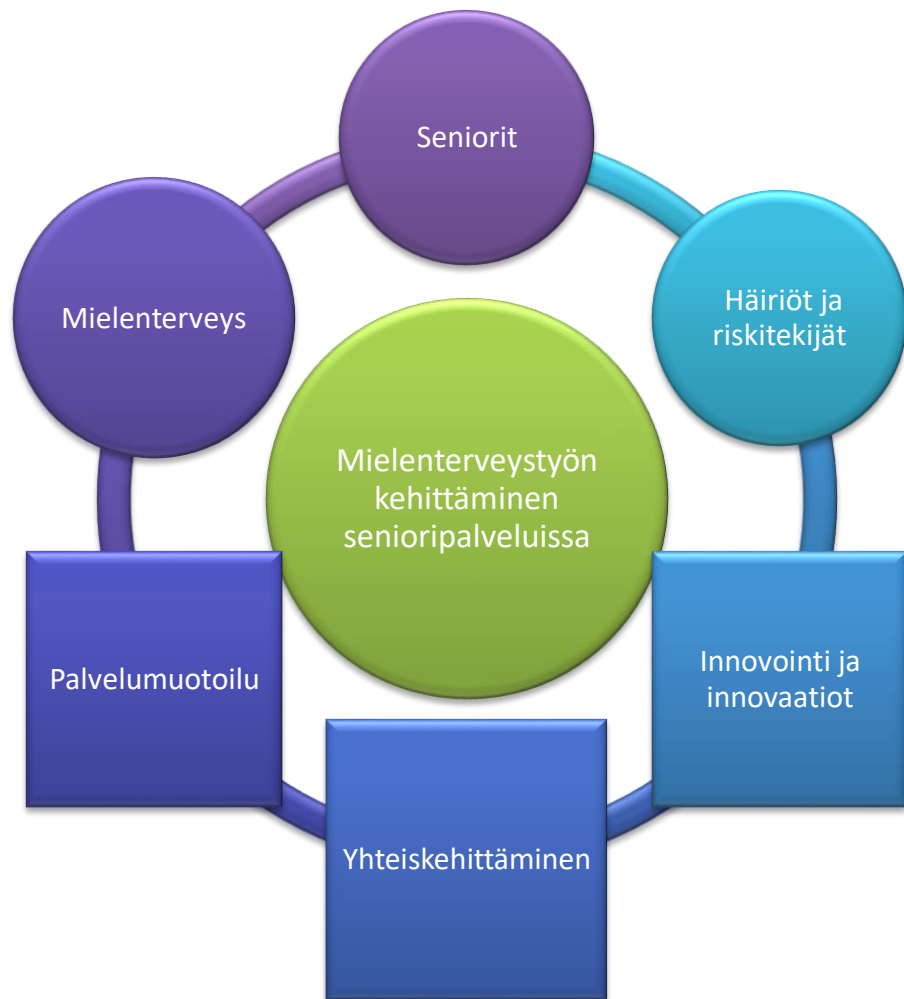 Seniorit
Mielenterveys
Häiriöt ja
riskitekijät
Mielenterveystyön
kehittäminen
senioripalveluissa
Palvelumuotoilu
Innovointi ja
innovaatiot
Yhteiskehittäminen